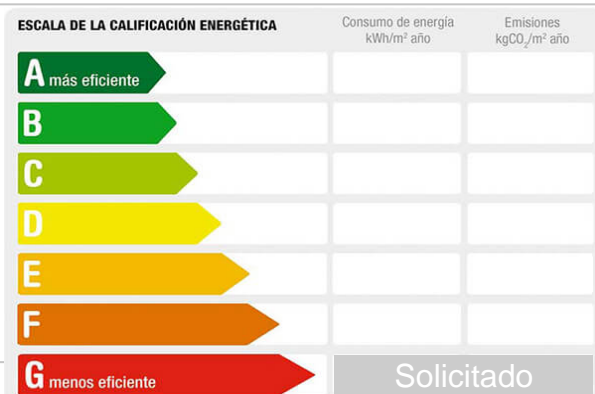 ESCALA DE LA CALIFICACIÓN ENERGÉTICA
Consumo de energía
kWh/m² año
Emisiones
kgCO₂/m² año
A más eficiente
B
C
D
E
F
G menos eficiente
Solicitado